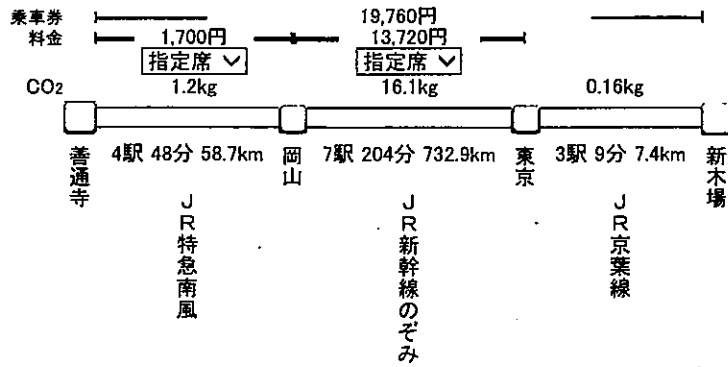 乗車券 19,760円
料金 1,700円 13,720円
指定席 指定席
CO₂ 1.2kg 16.1kg 0.16kg
善通寺 4駅 48分 58.7km 岡山 7駅 204分 732.9km 東京 3駅 9分 7.4km 新木場
JR特急南風 JR新幹線のぞみ JR京葉線